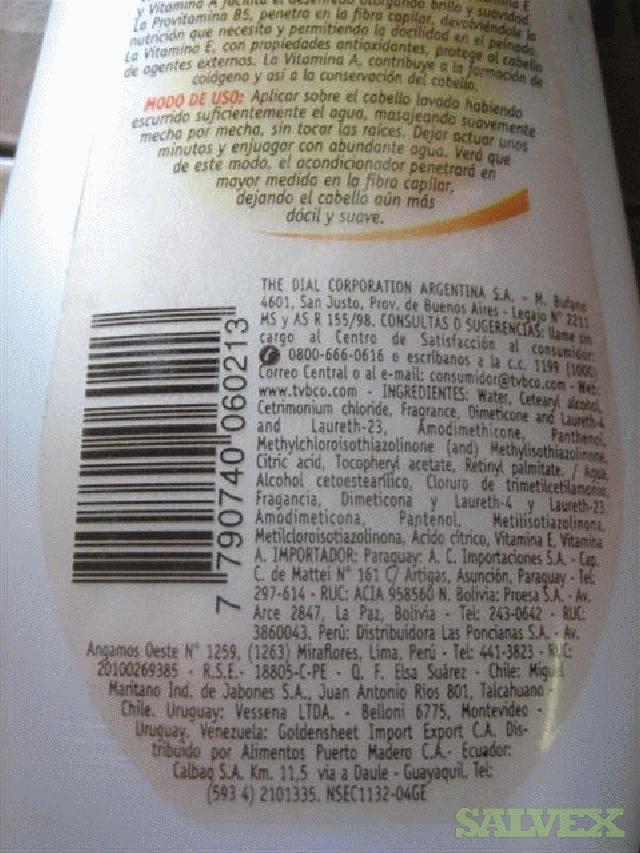 y Vitamina A
brillo y suavidad.
La Provitamina B5, penetra en la fibra capilar, devolviéndole la
nutrición que necesita y permitiendo la docilidad en el peinado.
La Vitamina E, con propiedades antioxidantes, protege al cabello
de agentes externos. La Vitamina A, contribuye a la formación de
colágeno y así a la conservación del cabello.
MODO DE USO: Aplicar sobre el cabello lavado habiendo
escurrido suficientemente el agua, masajeando suavemente
mecha por mecha, sin tocar las raíces. Dejar actuar unos
minutos y enjuagar con abundante agua. Verá que
de este modo, el acondicionador penetrará en
mayor medida en la fibra capilar,
dejando el cabello aún más
dócil y suave.
THE DIAL CORPORATION ARGENTINA S.A. - M. Bufano
4601, San Justo, Prov. de Buenos Aires - Legajo N° 2211
MS y AS R 155/98. CONSULTAS O SUGERENCIAS: llame sin
cargo al Centro de Satisfacción al consumidor:
0800-666-0616 o escríbanos a la c.c. 1199 (1000)
Correo Central o al e-mail: consumidor@tvbco.com - Web:
www.tvbco.com - INGREDIENTES: Water, Cetearyl alcohol,
Cetrimonium chloride, Fragrance, Dimeticone and Laureth-4
and Laureth-23, Amodimethicone, Panthenol,
Methylchloroisothiazolinone (and) Methylisothiazolinone,
Citric acid, Tocopheryl acetate, Retinyl palmitate. / Agua,
Alcohol cetoestearílico, Cloruro de trimetilcetilamonio,
Fragancia, Dimeticona y Laureth-4 y Laureth-23,
Amodimeticona, Pantenol, Metilisotiazolinona,
Metilcloroisotiazolinona, Acido cítrico, Vitamina E, Vitamina
A. IMPORTADOR: Paraguay: A. C. Importaciones S.A. - Cap.
C. de Mattei N° 161 C/ Artigas, Asunción, Paraguay - Tel:
297-614 - RUC: ACIA 958560 N. Bolivia: Proesa S.A. - Av.
Arce 2847, La Paz, Bolivia - Tel: 243-0642 - RUC:
3860043. Perú: Distribuidora Las Poncianas S.A. - Av.
Angamos Oeste N° 1259, (1263) Miraflores, Lima, Perú - Tel: 441-3823 - RUC:
20100269385 - R.S.E.- 18805-C-PE - Q. F. Elsa Suárez - Chile: Miguel
Maritano Ind. de Jabones S.A., Juan Antonio Rios 801, Talcahuano -
Chile. Uruguay: Vessena LTDA. - Belloni 6775, Montevideo -
Uruguay. Venezuela: Goldensheet Import Export C.A. Dis-
tribuido por Alimentos Puerto Madero C.A.- Ecuador:
Calbaq S.A. Km. 11,5 via a Daule - Guayaquil. Tel:
(593 4) 2101335. NSEC1132-04GE
7 790740 060213
SALVEX